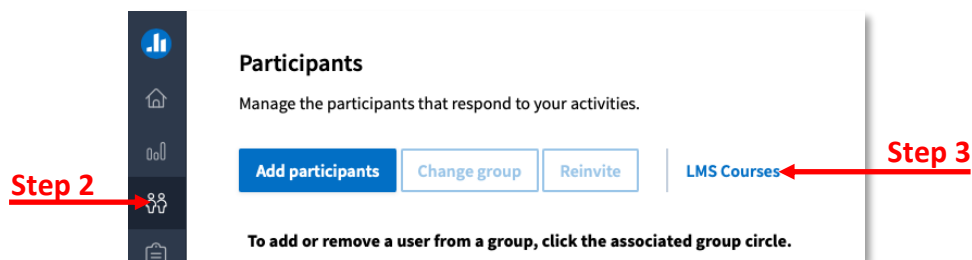 Participants
Manage the participants that respond to your activities.
Add participants Change group Reinvite LMS Courses Step 3
Step 2
To add or remove a user from a group, click the associated group circle.